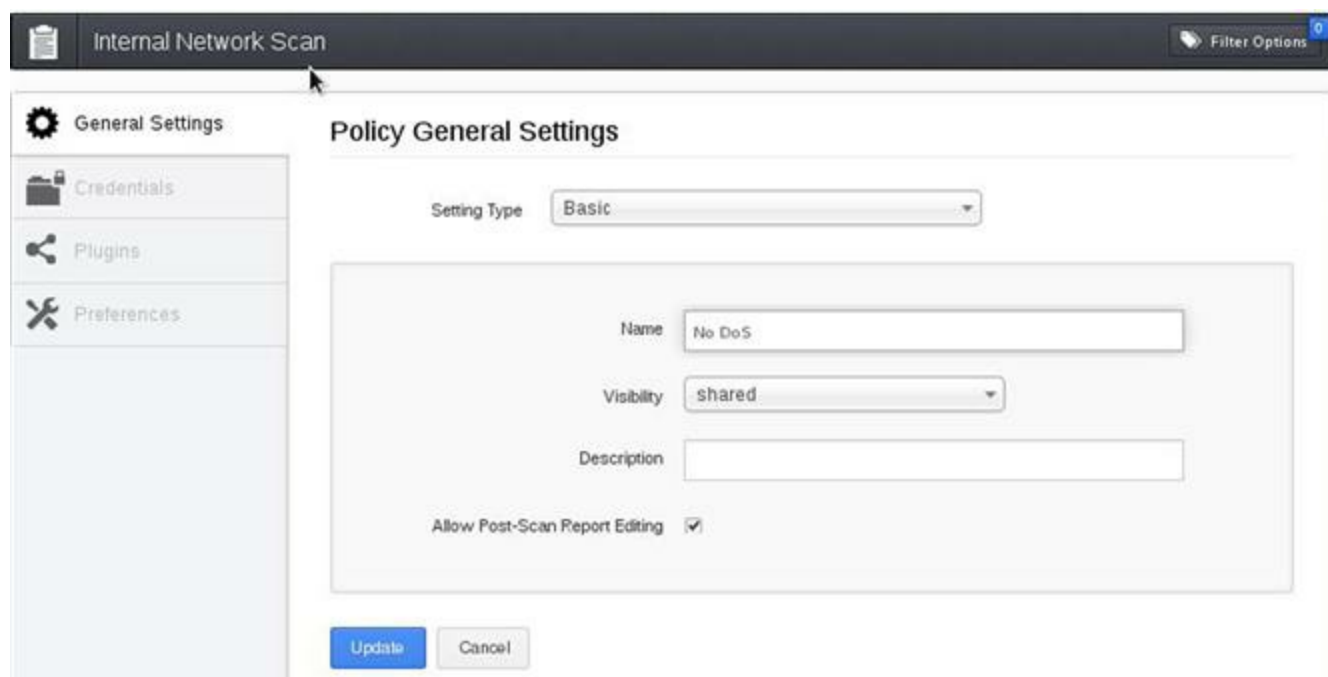 Internal Network Scan
Filter Options
0
General Settings
Credentials
Plugins
Preferences
Policy General Settings
Setting Type Basic
Name No DoS
Visibility shared
Description
Allow Post-Scan Report Editing
Update Cancel